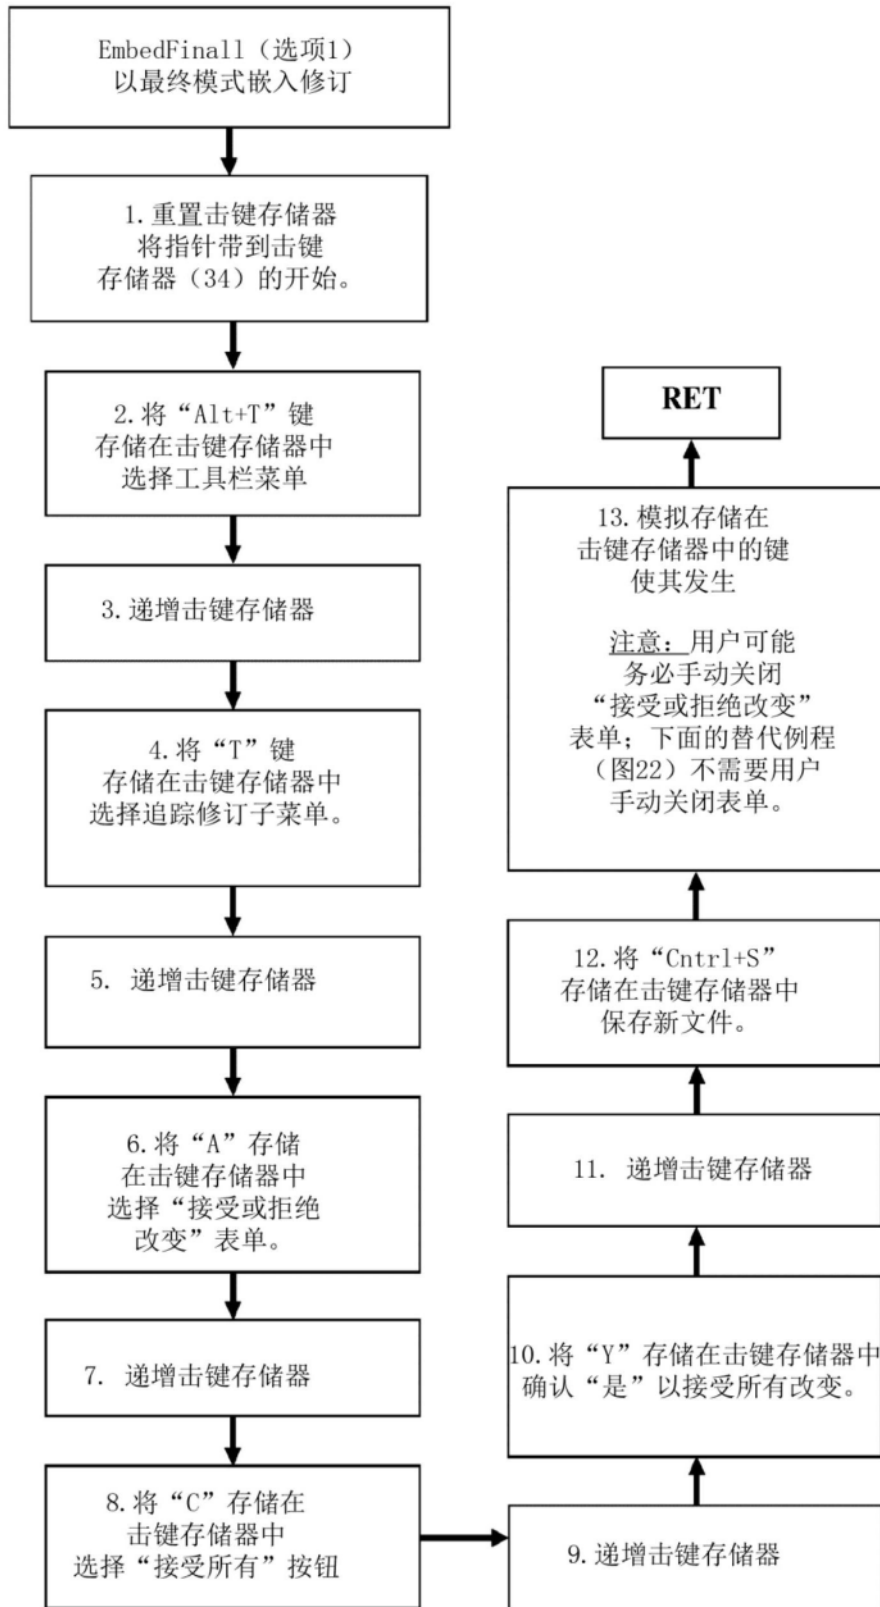 EmbedFinall（选项1）
以最终模式嵌入修订
1.重置击键存储器
将指针带到击键
存储器（34）的开始。
2.将“Alt+T”键
存储在击键存储器中
选择工具栏菜单
3.递增击键存储器
4.将“T”键
存储在击键存储器中
选择追踪修订子菜单。
5. 递增击键存储器
6.将“A”存储
在击键存储器中
选择“接受或拒绝
改变”表单。
7. 递增击键存储器
8.将“C”存储在
击键存储器中
选择“接受所有”按钮
9.递增击键存储器
10.将“Y”存储在击键存储器中
确认“是”以接受所有改变。
11. 递增击键存储器
12.将“Cntrl+S”
存储在击键存储器中
保存新文件。
13.模拟存储在
击键存储器中的键
使其发生
注意：用户可能
务必手动关闭
“接受或拒绝改变”
表单；下面的替代例程
（图22）不需要用户
手动关闭表单。
RET